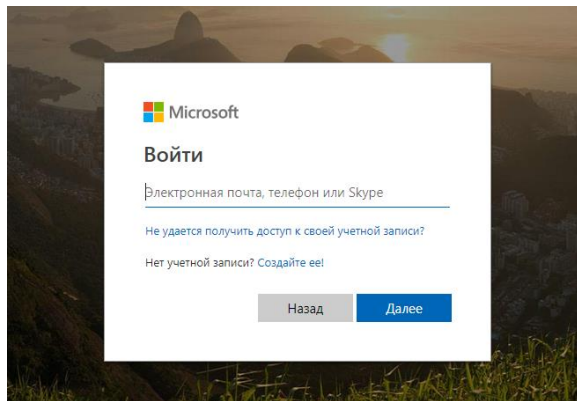 Microsoft
Войти
Электронная почта, телефон или Skype
Не удается получить доступ к своей учетной записи?
Нет учетной записи? Создайте ее!
Назад
Далее